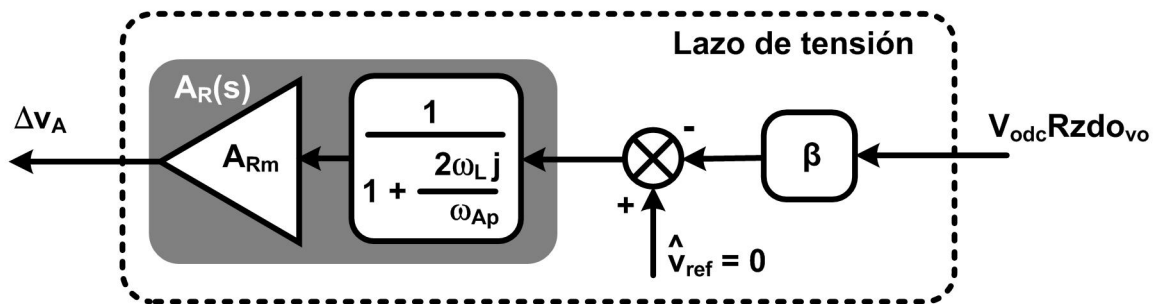 Lazo de tensión
A_R(s)
Δv_A
A_Rm
1
1 + 2ω_L j
ω_Ap
-
+
β
V_odc Rzdo_vo
v̂_ref = 0